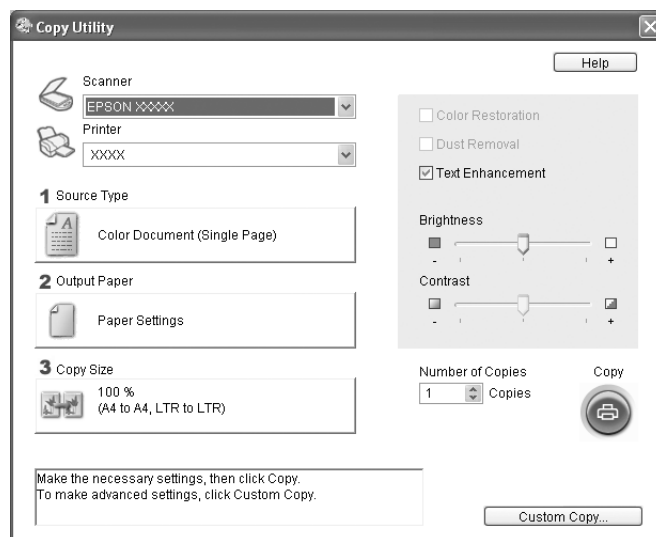 Copy Utility
Help
Scanner
EPSON XXXXX
Printer
XXXX
Color Restoration
Dust Removal
Text Enhancement
1 Source Type
Color Document (Single Page)
Brightness
- +
2 Output Paper
Paper Settings
Contrast
- +
3 Copy Size
100 %
(A4 to A4, LTR to LTR)
Number of Copies
1 Copies
Copy
Make the necessary settings, then click Copy.
To make advanced settings, click Custom Copy.
Custom Copy...